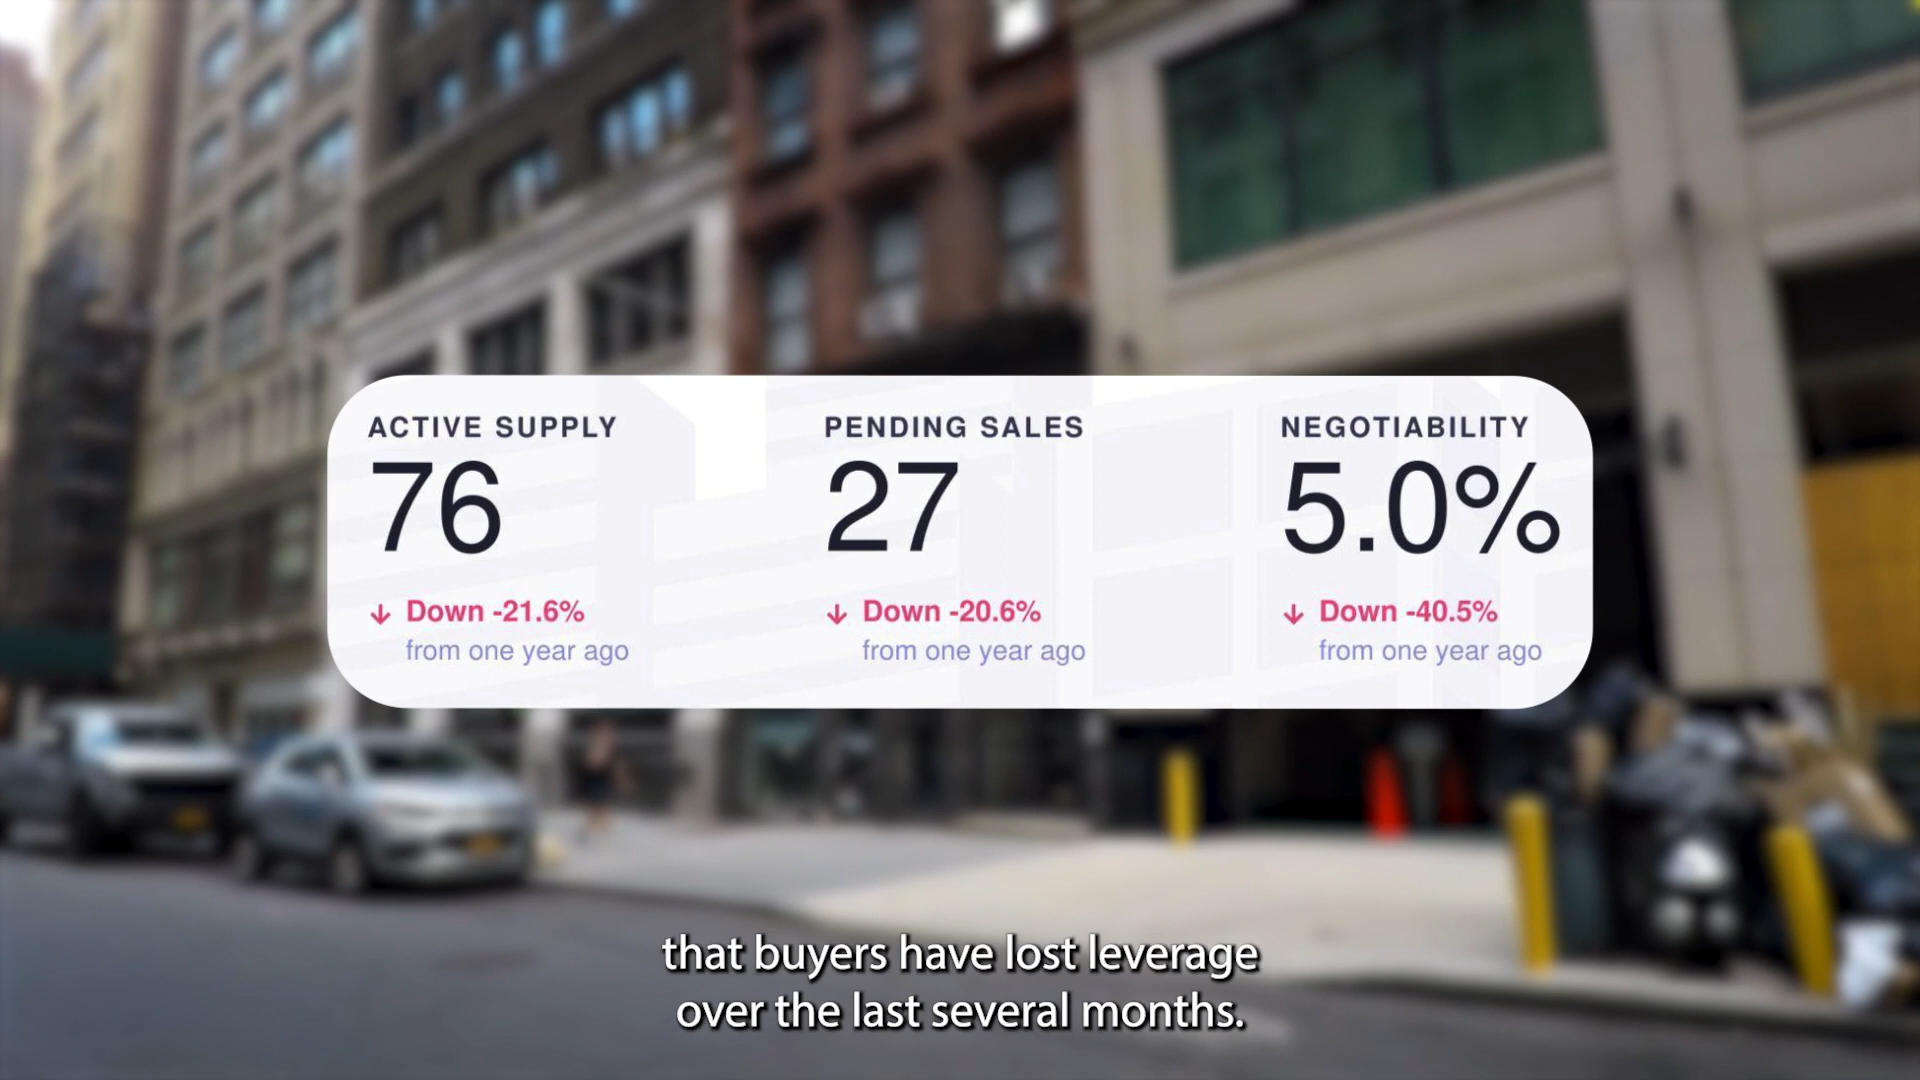 ACTIVE SUPPLY
76
↓ Down -21.6%
from one year ago
PENDING SALES
27
↓ Down -20.6%
from one year ago
NEGOTIABILITY
5.0%
↓ Down -40.5%
from one year ago
that buyers have lost leverage
over the last several months.